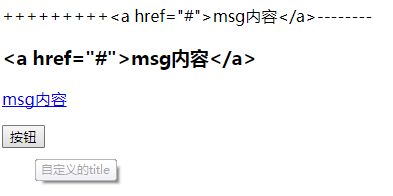 +++++++++<a href="#">msg内容</a>--------
<a href="#">msg内容</a>
msg内容
按钮
自定义的title